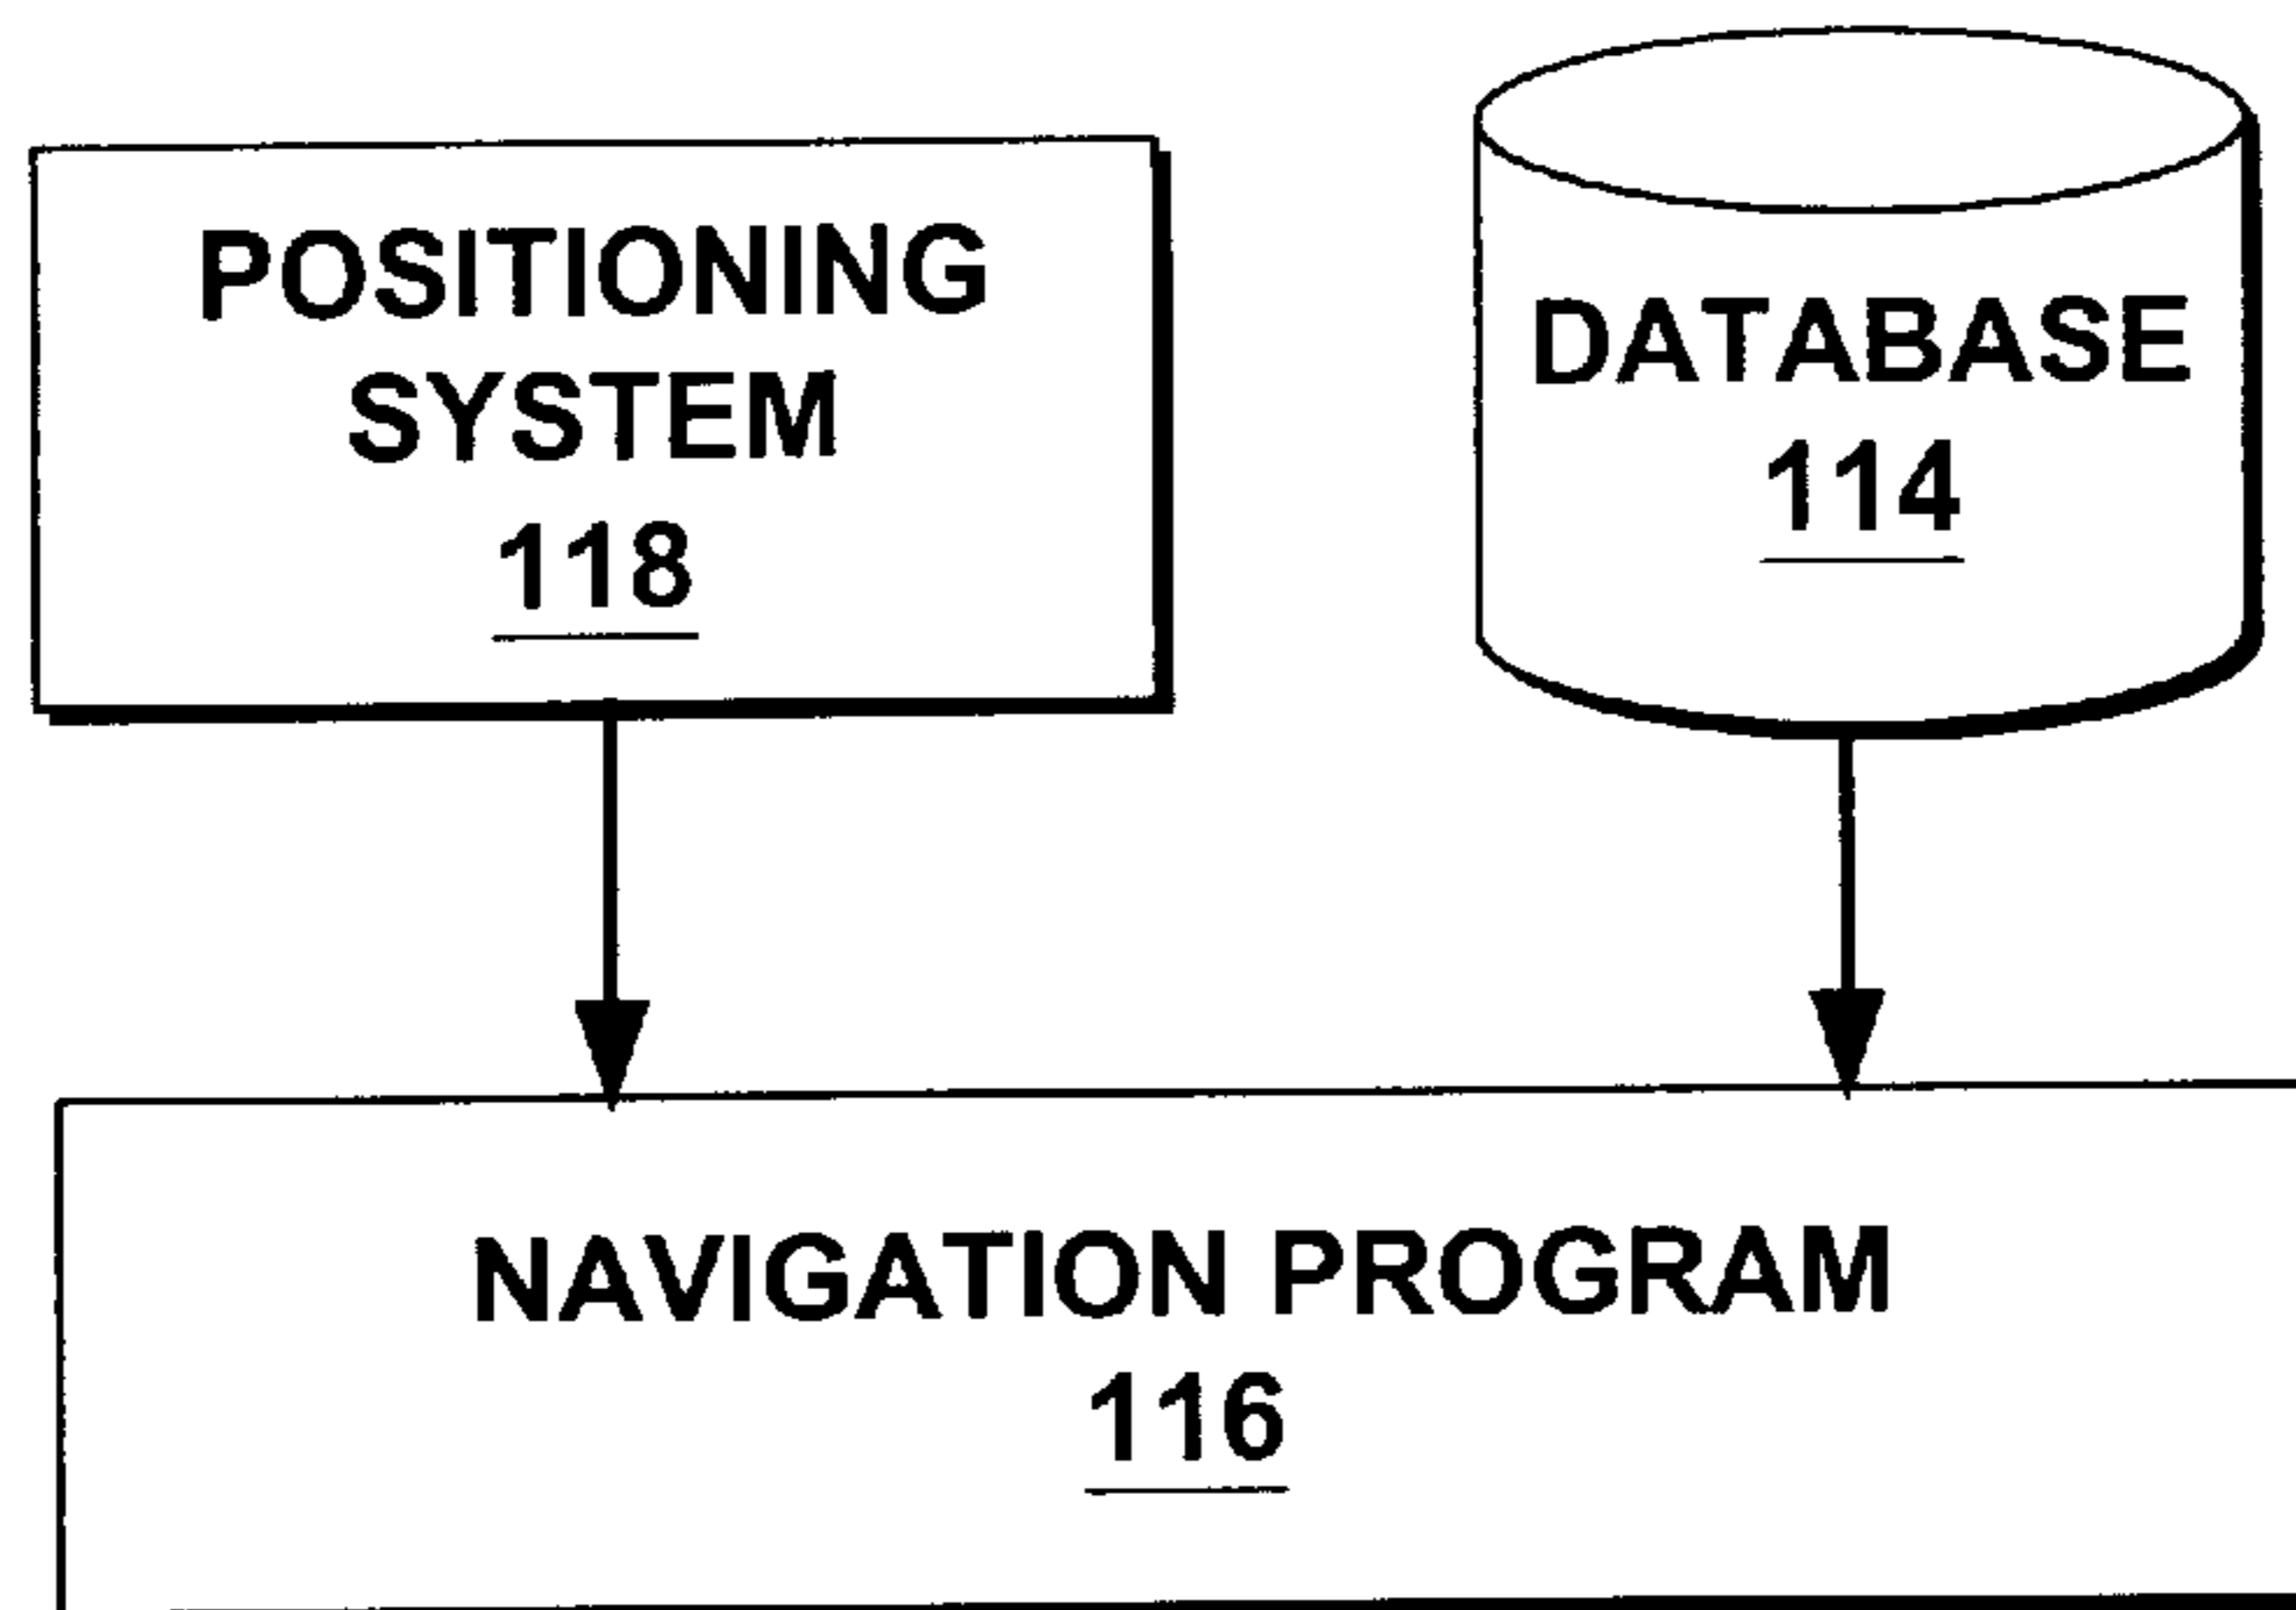 POSITIONING
SYSTEM
118
DATABASE
114
NAVIGATION PROGRAM
116